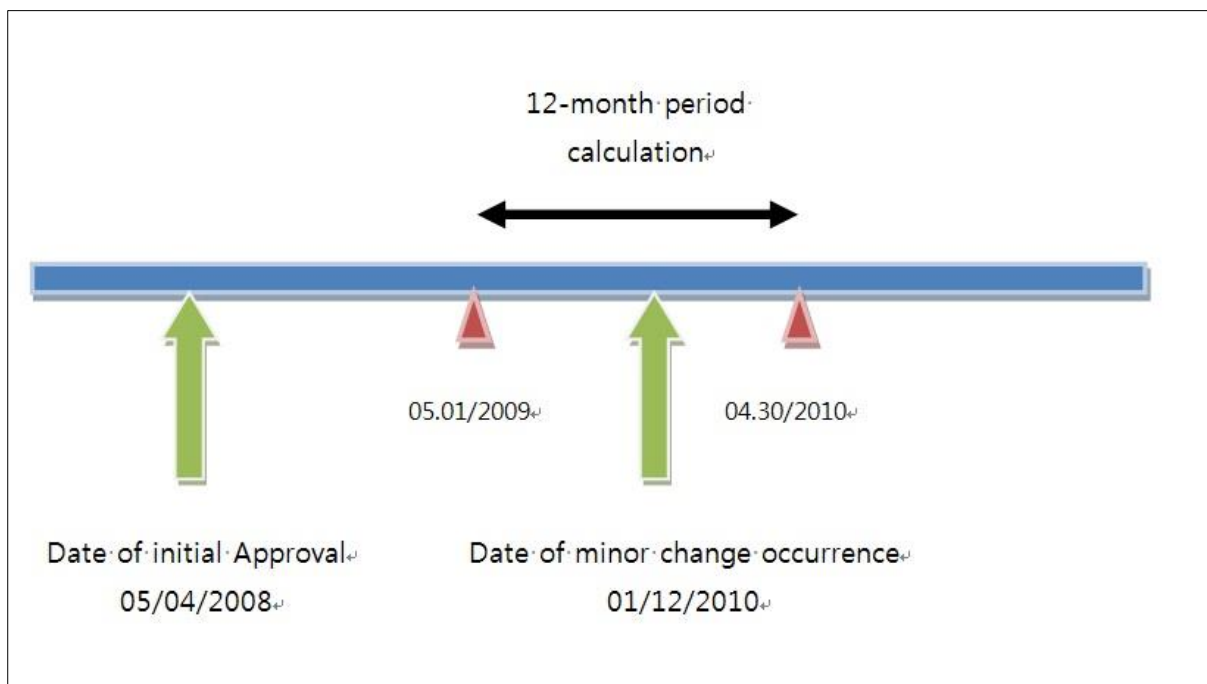 12-month period
calculation
05.01/2009
04.30/2010
Date of initial Approval
05/04/2008
Date of minor change occurrence
01/12/2010